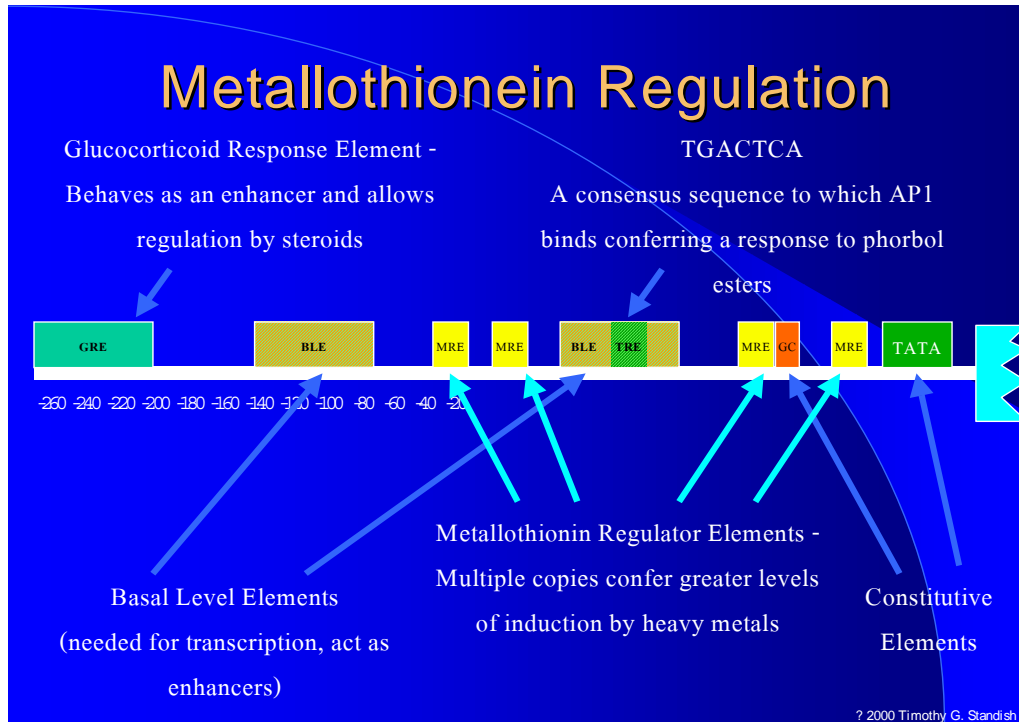 Metallothionein Regulation
Glucocorticoid Response Element -
Behaves as an enhancer and allows
regulation by steroids
TGACTCA
A consensus sequence to which AP1
binds conferring a response to phorbol
esters
GRE BLE MRE MRE BLE TRE MRE GC MRE TATA
-260 -240 -220 -200 -180 -160 -140 -120 -100 -80 -60 -40 -20
Metallothionin Regulator Elements -
Multiple copies confer greater levels
of induction by heavy metals
Basal Level Elements
(needed for transcription, act as
enhancers)
Constitutive
Elements
? 2000 Timothy G. Standish